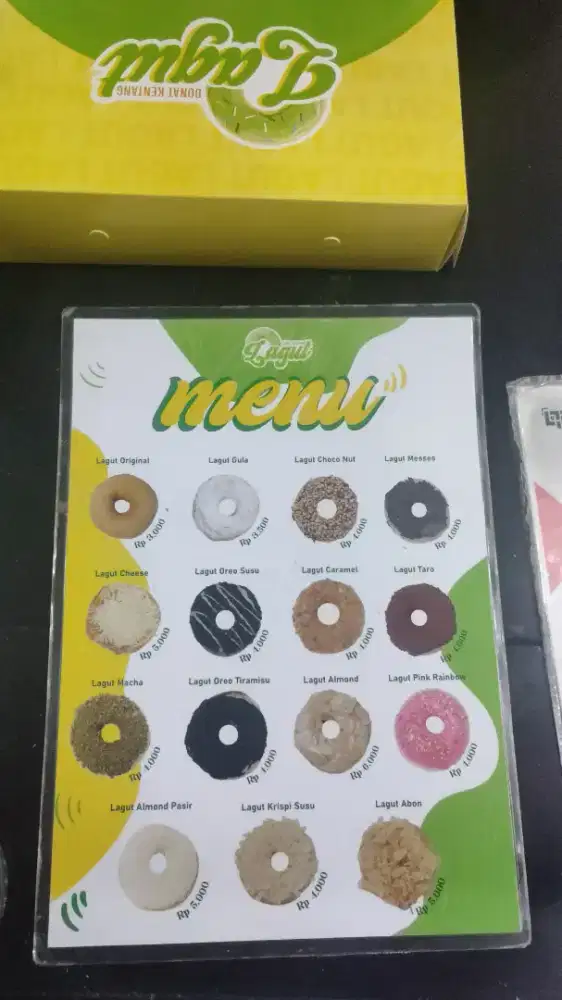 Lagut
DONAT KENTANG
Lagut
menu
Lagut Original
Lagut Gula
Lagut Choco Nut
Lagut Messes
Rp 3,000
Rp 3,500
Rp 4,000
Rp 4,000
Lagut Cheese
Lagut Oreo Susu
Lagut Caramel
Lagut Taro
Rp 5,000
Rp 4,000
Rp 4,000
Rp 4,000
Lagut Macha
Lagut Oreo Tiramisu
Lagut Almond
Lagut Pink Rainbow
Rp 4,000
Rp 4,000
Rp 6,000
Rp 4,000
Lagut Almond Pasir
Lagut Krispi Susu
Lagut Abon
Rp 5,000
Rp 4,000
Rp 5,000